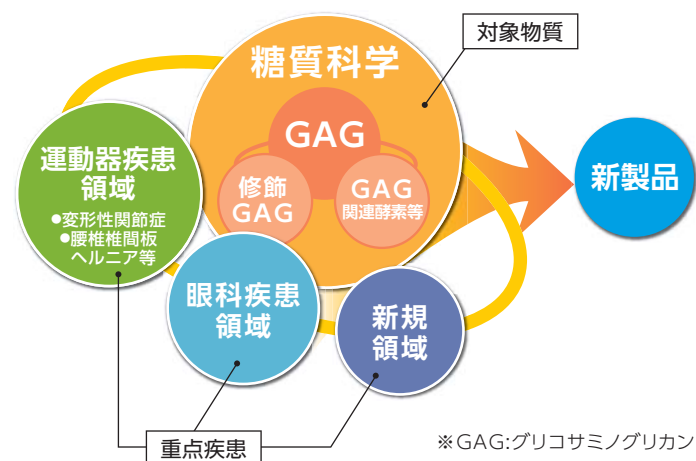 対象物質
糖質科学
GAG
修飾
GAG
GAG
関連酵素等
運動器疾患
領域
●変形性関節症
●腰椎椎間板
ヘルニア等
眼科疾患
領域
新規
領域
新製品
重点疾患
※GAG:グリコサミノグリカン